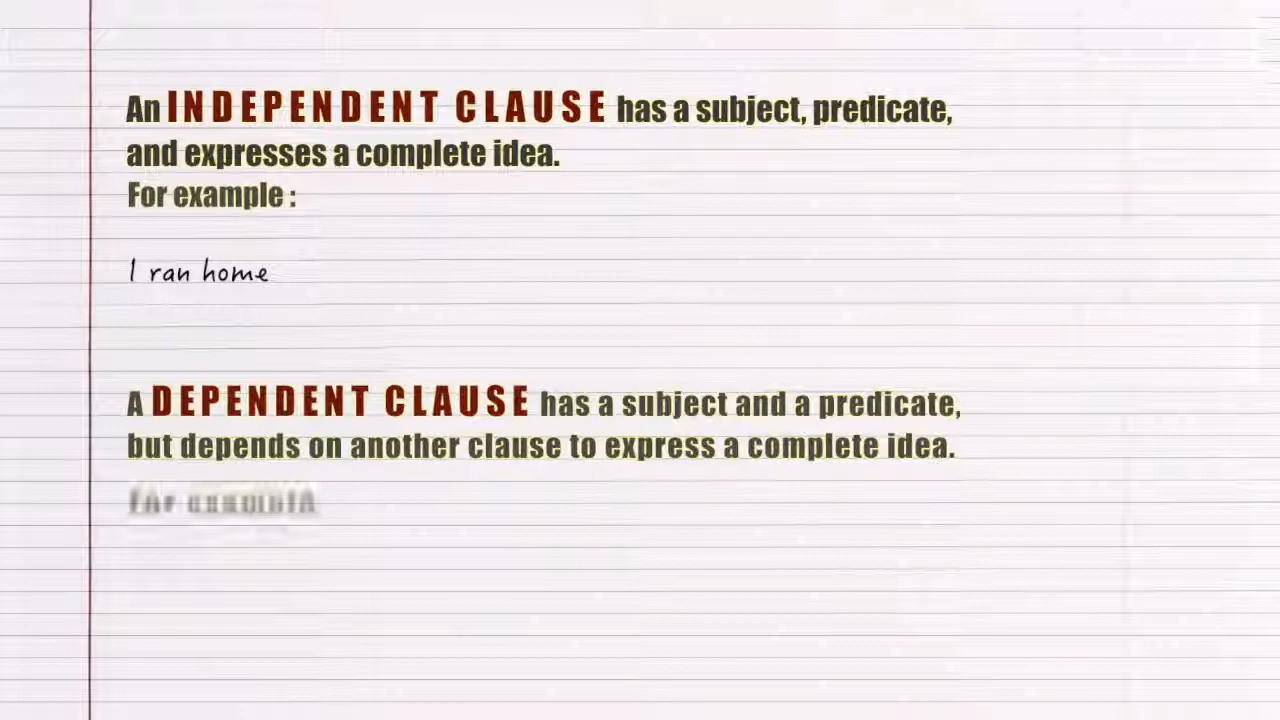 An INDEPENDENT CLAUSE has a subject, predicate,
and expresses a complete idea.
For example :
I ran home
A DEPENDENT CLAUSE has a subject and a predicate,
but depends on another clause to express a complete idea.